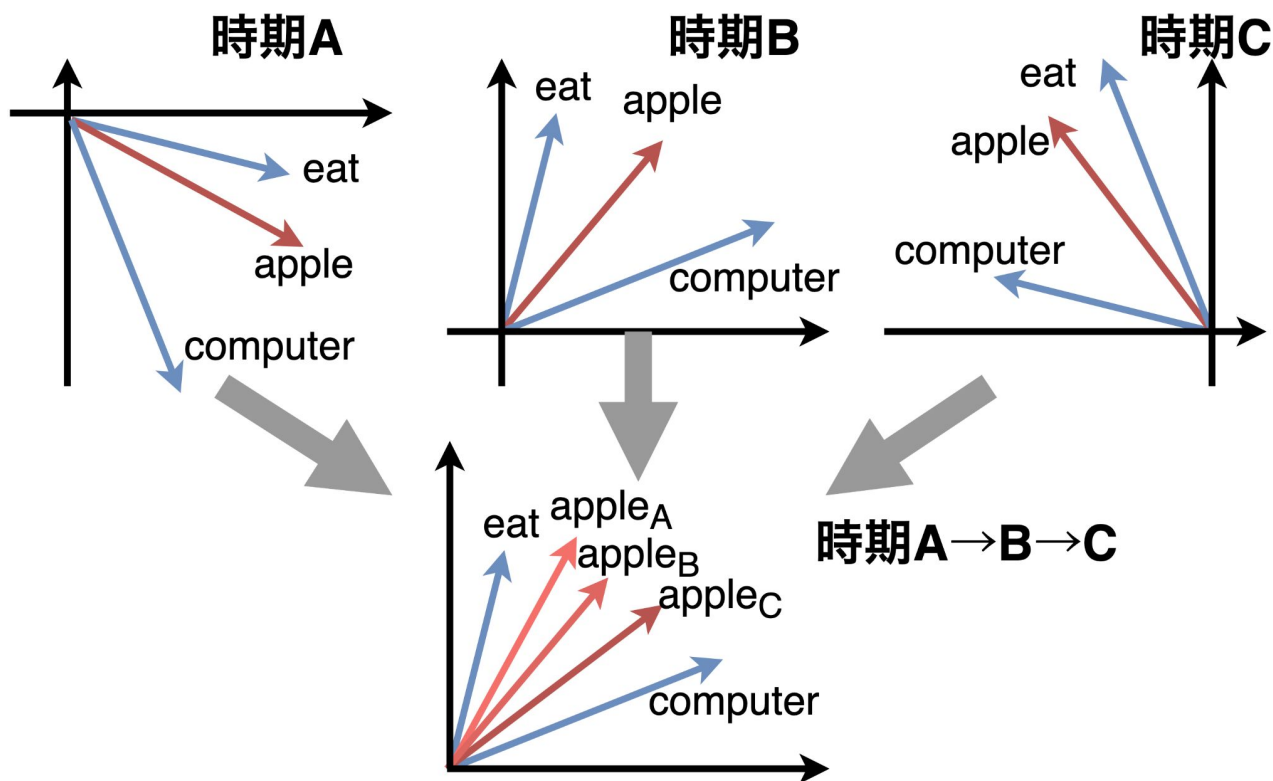 時期A
eat
apple
computer
時期B
eat
apple
computer
時期C
eat
apple
computer
eat
appleA
appleB
appleC
computer
時期A→B→C